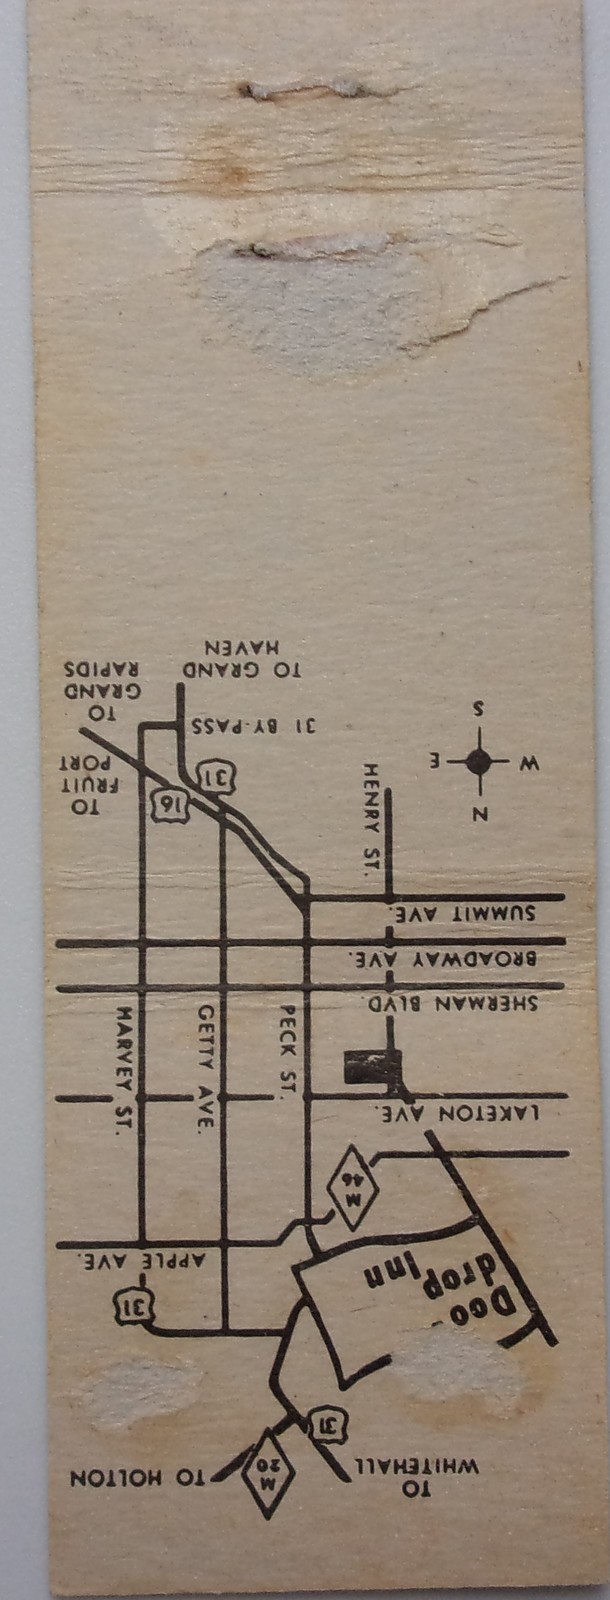 TO
WHITEHALL
31
M
20
TO HOLTON
Doo
drop
Inn
31
APPLE AVE.
M
46
LAKETON AVE.
HARVEY ST.
GETTY AVE.
PECK ST.
SHERMAN BLVD.
BROADWAY AVE.
SUMMIT AVE.
HENRY ST.
N
W
E
S
16
31
TO
FRUIT
PORT
31 BY-PASS
TO
GRAND
RAPIDS
TO GRAND
HAVEN